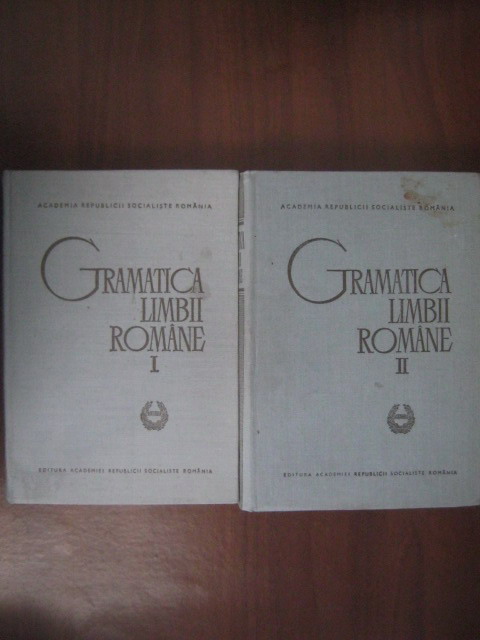 ACADEMIA REPUBLICII SOCIALISTE ROMÂNIA
GRAMATICA
LIMBII
ROMÂNE
I
EDITURA ACADEMIEI REPUBLICII SOCIALISTE ROMÂNIA
ACADEMIA REPUBLICII SOCIALISTE ROMÂNIA
GRAMATICA
LIMBII
ROMÂNE
II
EDITURA ACADEMIEI REPUBLICII SOCIALISTE ROMÂNIA